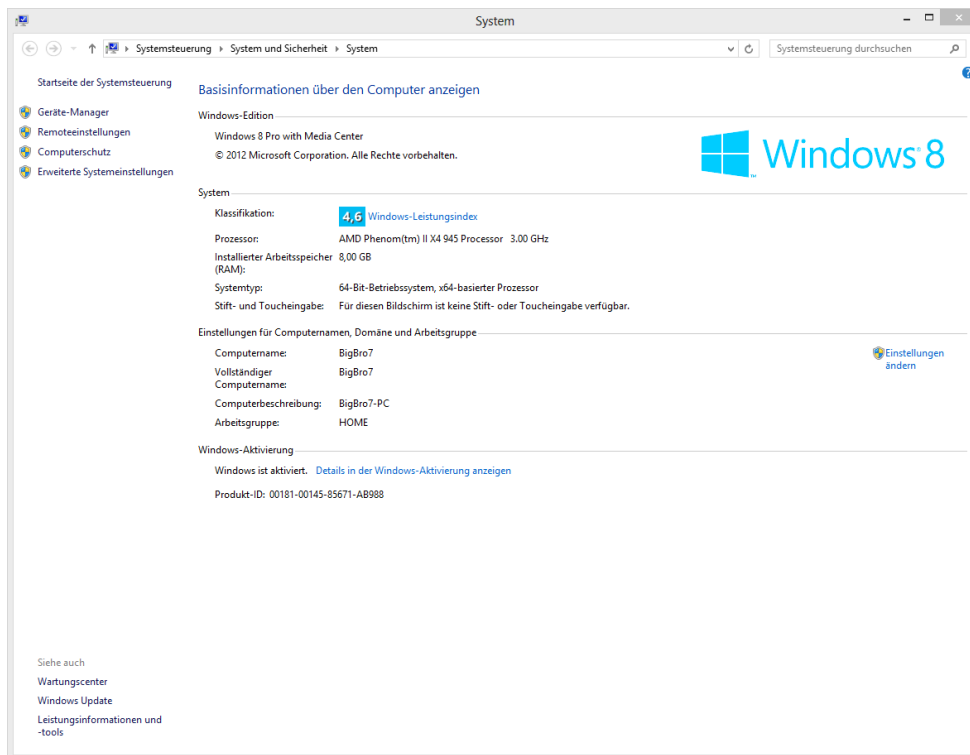 System
Systemsteuerung System und Sicherheit System
Systemsteuerung durchsuchen
Startseite der Systemsteuerung
Geräte-Manager
Remoteeinstellungen
Computerschutz
Erweiterte Systemeinstellungen
Basisinformationen über den Computer anzeigen
Windows-Edition
Windows 8 Pro with Media Center
© 2012 Microsoft Corporation. Alle Rechte vorbehalten.
Windows 8
System
Klassifikation: 4,6 Windows-Leistungsindex
Prozessor: AMD Phenom(tm) II X4 945 Processor 3.00 GHz
Installierter Arbeitsspeicher 8,00 GB
(RAM):
Systemtyp: 64-Bit-Betriebssystem, x64-basierter Prozessor
Stift- und Toucheingabe: Für diesen Bildschirm ist keine Stift- oder Toucheingabe verfügbar.
Einstellungen für Computernamen, Domäne und Arbeitsgruppe
Computername: BigBro7
Einstellungen
ändern
Vollständiger BigBro7
Computername:
Computerbeschreibung: BigBro7-PC
Arbeitsgruppe: HOME
Windows-Aktivierung
Windows ist aktiviert. Details in der Windows-Aktivierung anzeigen
Produkt-ID: 00181-00145-85671-AB988
Siehe auch
Wartungscenter
Windows Update
Leistungsinformationen und
-tools